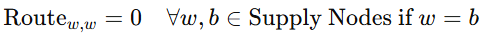 Route_{w,w} = 0 ∀w, b ∈ Supply Nodes if w = b